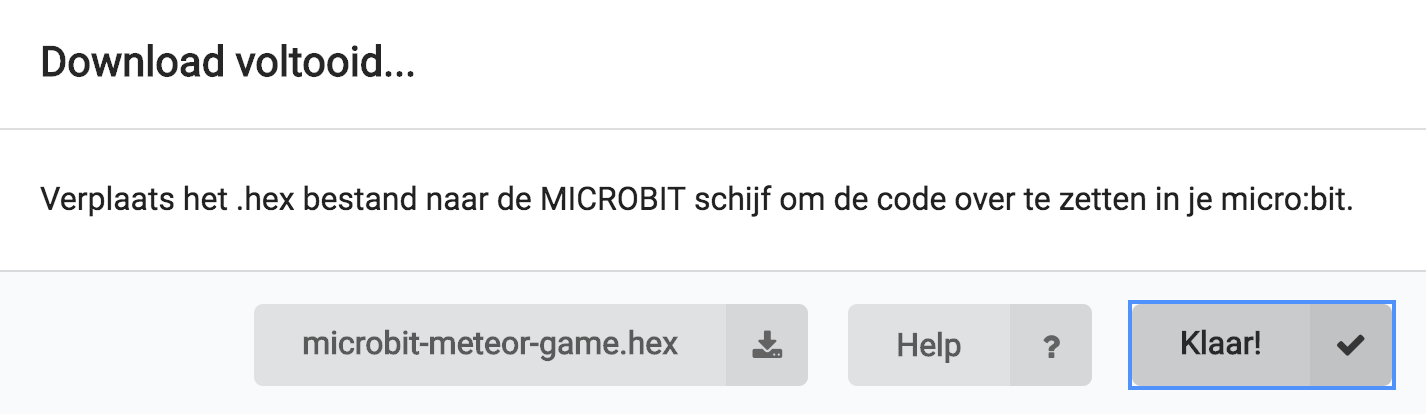 Download voltooid...
Verplaats het .hex bestand naar de MICROBIT schijf om de code over te zetten in je micro:bit.
microbit-meteor-game.hex
Help ?
Klaar!